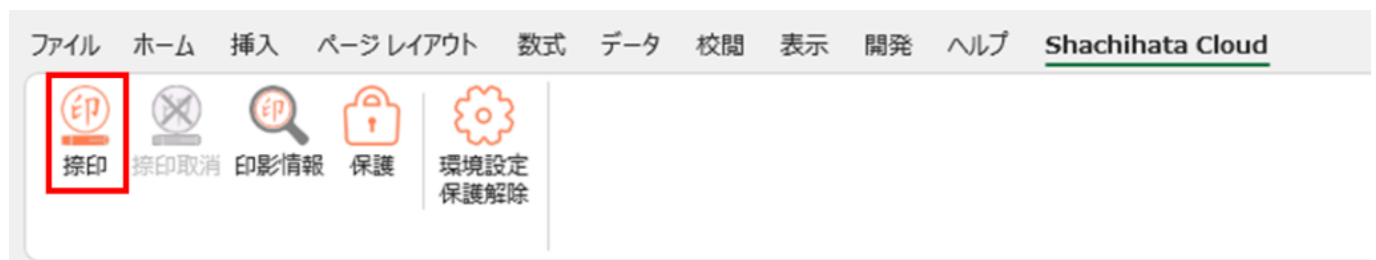 ファイル ホーム 挿入 ページ レイアウト 数式 データ 校閲 表示 開発 ヘルプ Shachihata Cloud
印 印 印
捺印 捺印取消 印影情報 保護 環境設定
保護解除